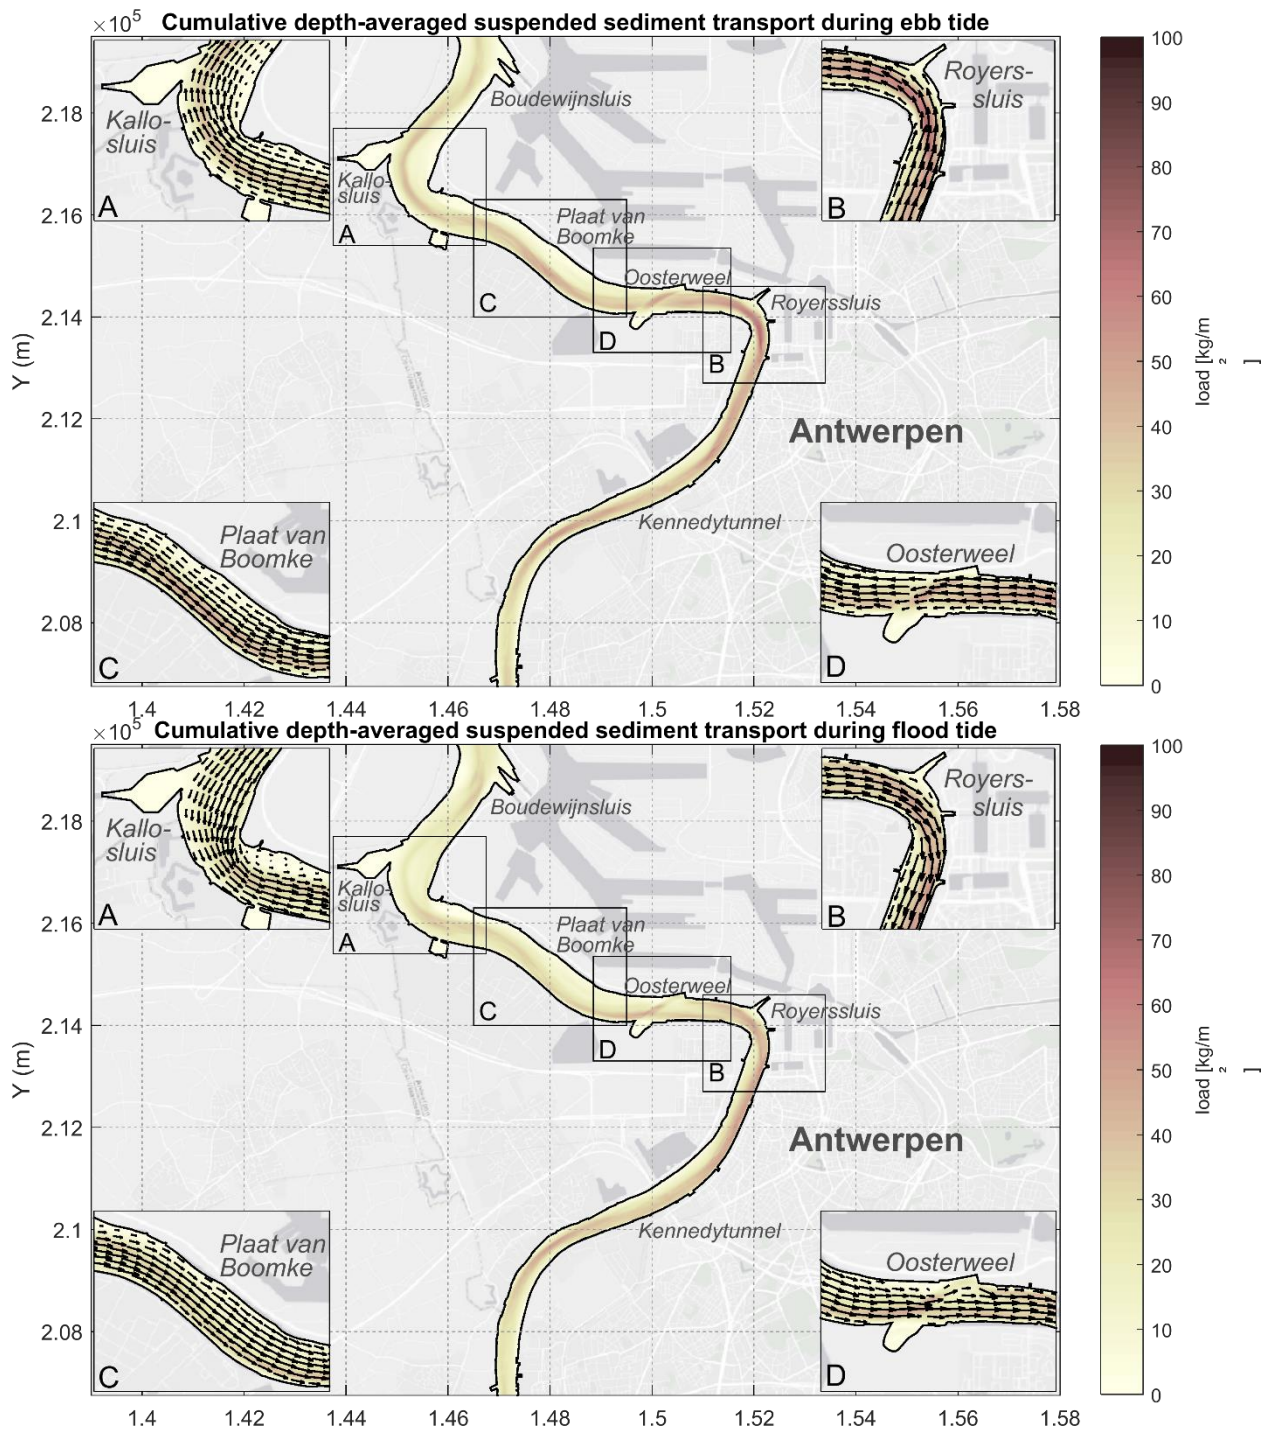 Cumulative depth-averaged suspended sediment transport during ebb tide
×10⁵
Y (m)
2.18
2.16
2.14
2.12
2.1
2.08
1.4
1.42
1.44
1.46
1.48
1.5
1.52
1.54
1.56
1.58
Kallo-
sluis
A
Boudewijnsluis
Kallo-
sluis
A
Plaat van
Boomke
C
Oosterweel
D
Royerssluis
B
Royers-
sluis
B
Antwerpen
Kennedytunnel
Plaat van
Boomke
C
Oosterweel
D
100
90
80
70
60
50
40
30
20
10
0
load [kg/m
2
]
Cumulative depth-averaged suspended sediment transport during flood tide
×10⁵
Y (m)
2.18
2.16
2.14
2.12
2.1
2.08
1.4
1.42
1.44
1.46
1.48
1.5
1.52
1.54
1.56
1.58
Kallo-
sluis
A
Boudewijnsluis
Kallo-
sluis
A
Plaat van
Boomke
C
Oosterweel
D
Royerssluis
B
Royers-
sluis
B
Antwerpen
Kennedytunnel
Plaat van
Boomke
C
Oosterweel
D
100
90
80
70
60
50
40
30
20
10
0
load [kg/m
2
]